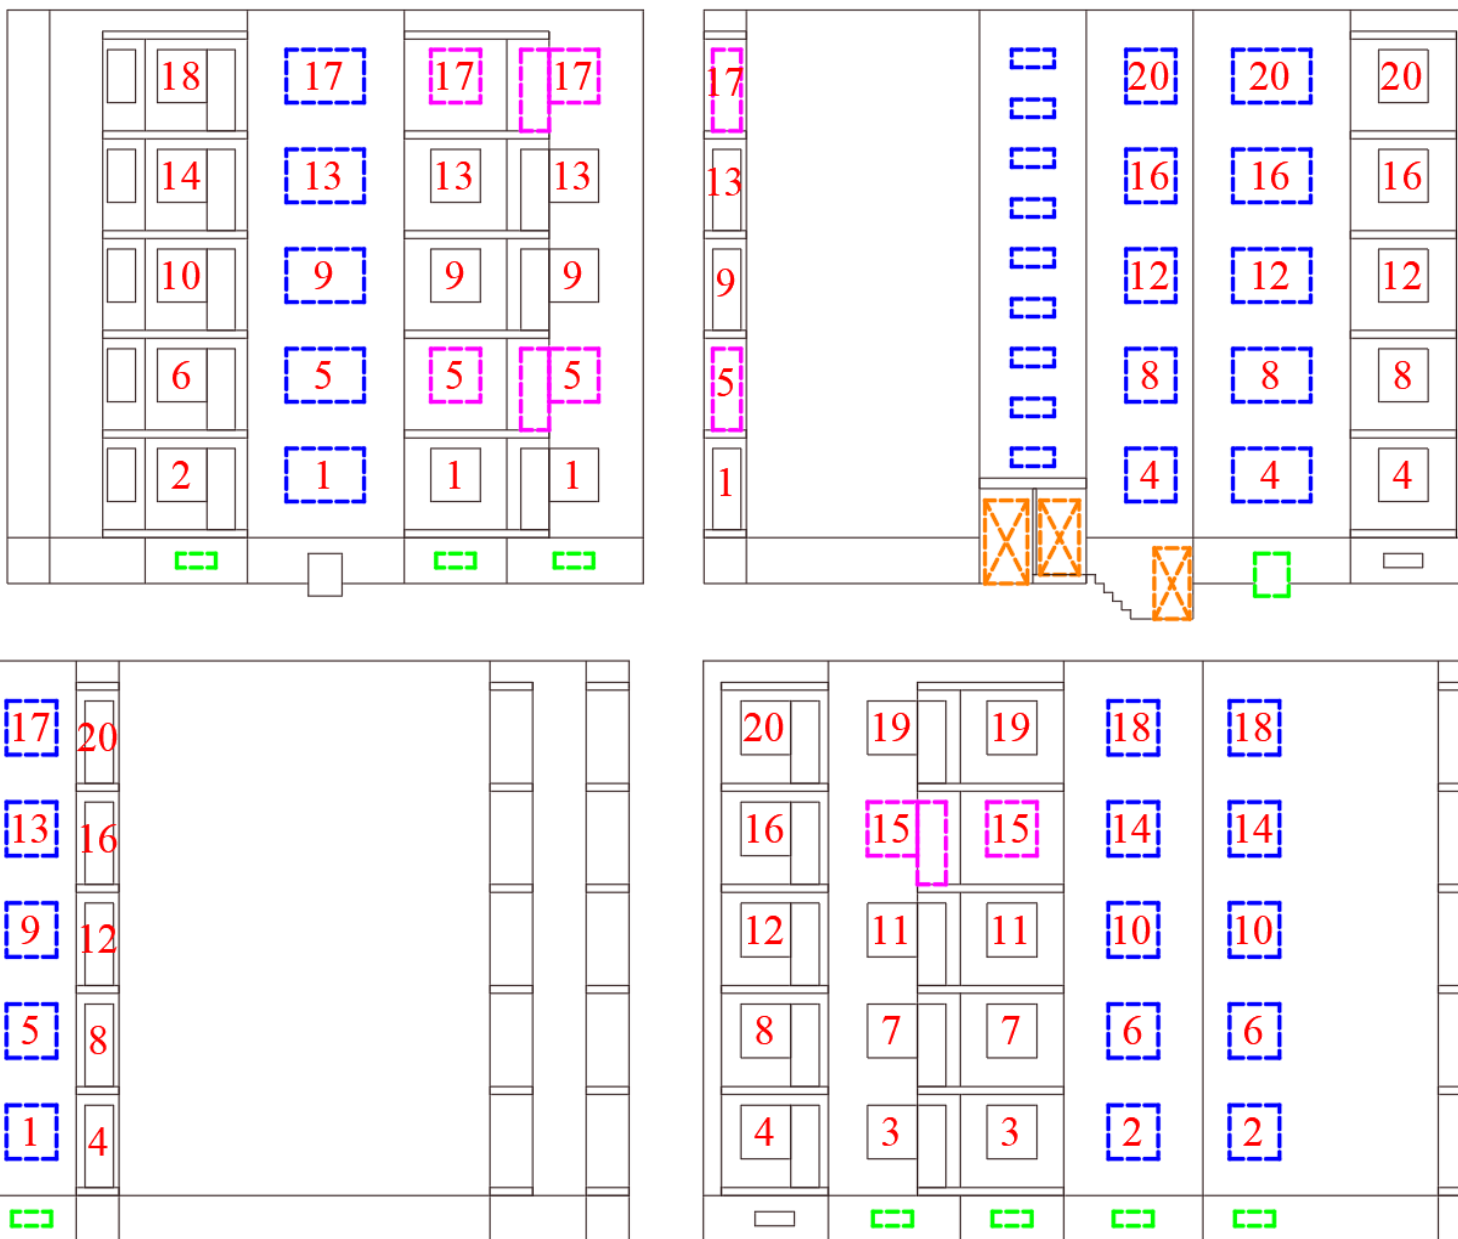 18 17 17 17
14 13 13 13
10 9 9 9
6 5 5 5
2 1 1 1
17 20 20 20
13 16 16 16
9 12 12 12
5 8 8 8
1 4 4 4
17 20
13 16
9 12
5 8
1 4
20 19 19 18 18
16 15 15 14 14
12 11 11 10 10
8 7 7 6 6
4 3 3 2 2